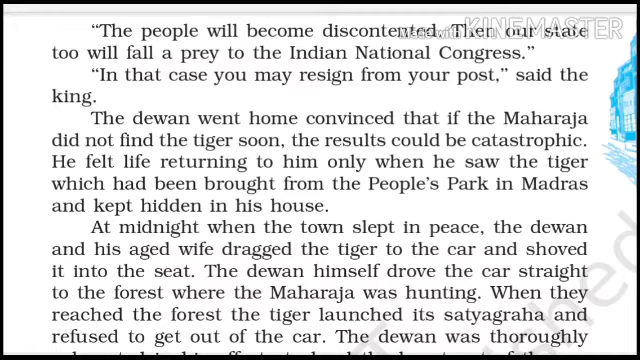 "The people will become discontented. Then our state
too will fall a prey to the Indian National Congress."
"In that case you may resign from your post," said the
king.
The dewan went home convinced that if the Maharaja
did not find the tiger soon, the results could be catastrophic.
He felt life returning to him only when he saw the tiger
which had been brought from the People's Park in Madras
and kept hidden in his house.
At midnight when the town slept in peace, the dewan
and his aged wife dragged the tiger to the car and shoved
it into the seat. The dewan himself drove the car straight
to the forest where the Maharaja was hunting. When they
reached the forest the tiger launched its satyagraha and
refused to get out of the car. The dewan was thoroughly
Made with KINEMASTER